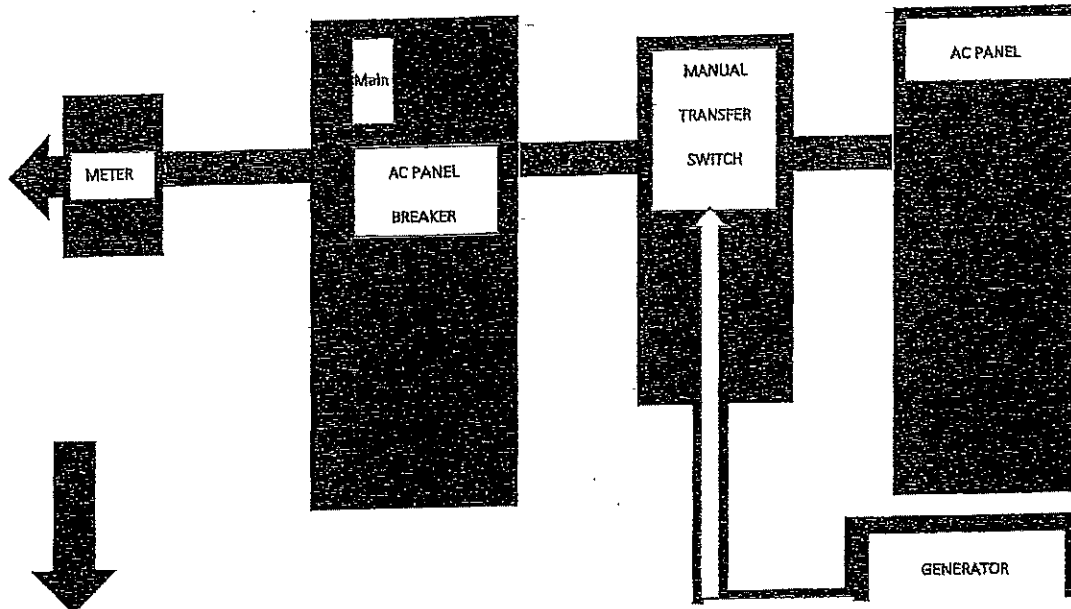 Main
METER
AC PANEL
BREAKER
MANUAL
TRANSFER
SWITCH
AC PANEL
GENERATOR